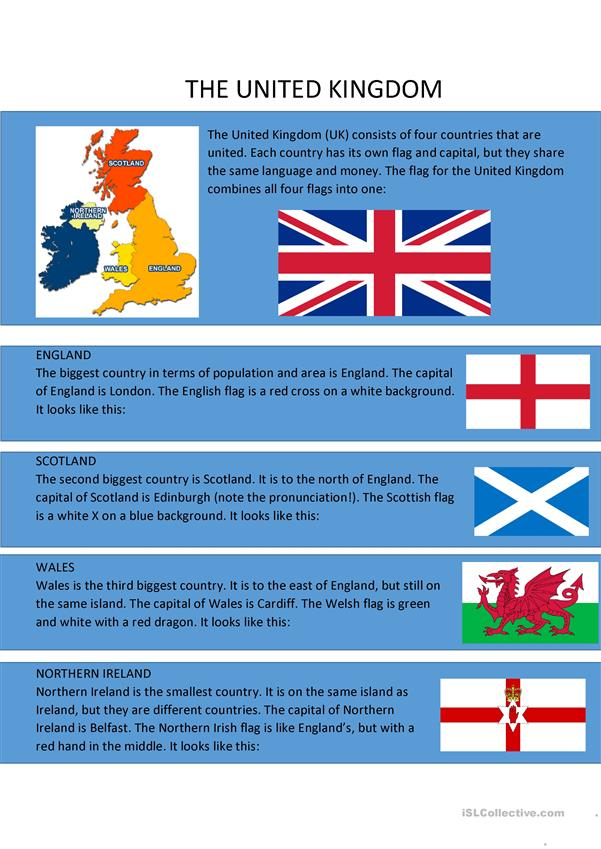 THE UNITED KINGDOM
SCOTLAND
NORTHERN
IRELAND
WALES
ENGLAND
The United Kingdom (UK) consists of four countries that are
united. Each country has its own flag and capital, but they share
the same language and money. The flag for the United Kingdom
combines all four flags into one:
ENGLAND
The biggest country in terms of population and area is England. The capital
of England is London. The English flag is a red cross on a white background.
It looks like this:
SCOTLAND
The second biggest country is Scotland. It is to the north of England. The
capital of Scotland is Edinburgh (note the pronunciation!). The Scottish flag
is a white X on a blue background. It looks like this:
WALES
Wales is the third biggest country. It is to the east of England, but still on
the same island. The capital of Wales is Cardiff. The Welsh flag is green
and white with a red dragon. It looks like this:
NORTHERN IRELAND
Northern Ireland is the smallest country. It is on the same island as
Ireland, but they are different countries. The capital of Northern
Ireland is Belfast. The Northern Irish flag is like England’s, but with a
red hand in the middle. It looks like this:
iSLCollective.com